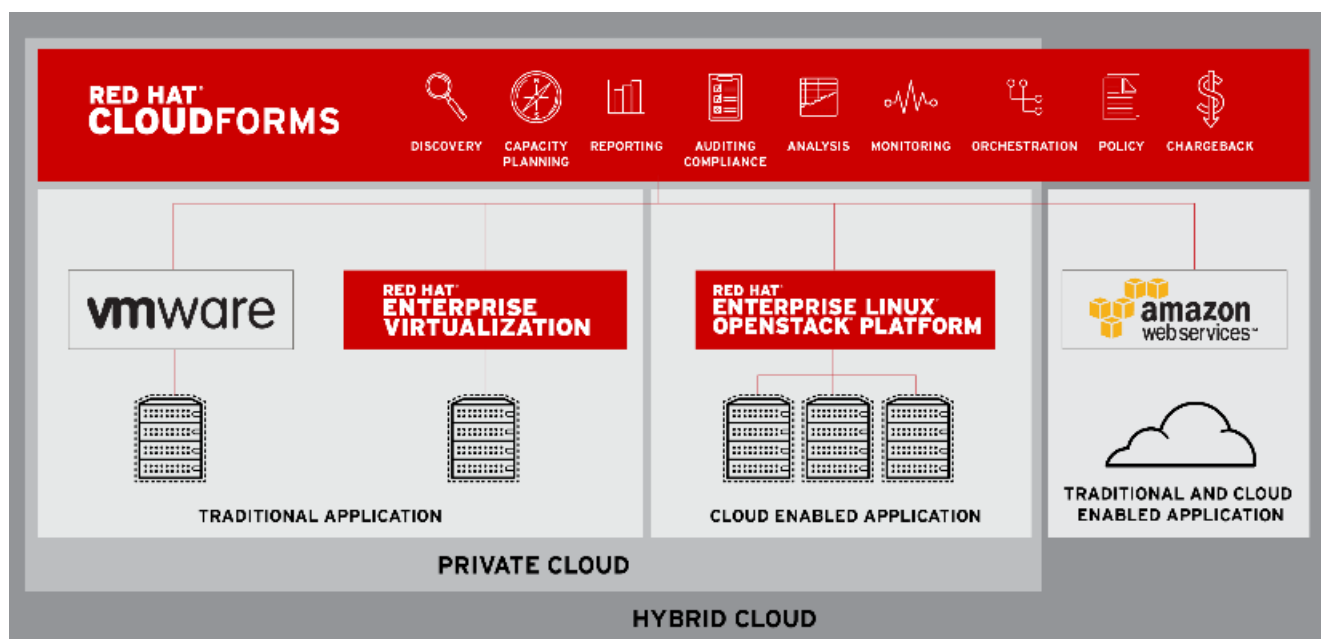 RED HAT®
CLOUDFORMS
DISCOVERY
CAPACITY
PLANNING
REPORTING
AUDITING
COMPLIANCE
ANALYSIS
MONITORING
ORCHESTRATION
POLICY
CHARGEBACK
vmware
RED HAT®
ENTERPRISE
VIRTUALIZATION
RED HAT®
ENTERPRISE LINUX®
OPENSTACK® PLATFORM
amazon
webservices™
TRADITIONAL APPLICATION
CLOUD ENABLED APPLICATION
TRADITIONAL AND CLOUD
ENABLED APPLICATION
PRIVATE CLOUD
HYBRID CLOUD